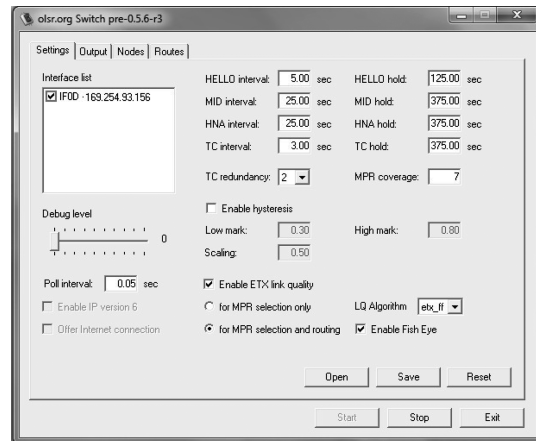 olsr.org Switch pre-0.5.6-r3
Settings Output Nodes Routes
Interface list
IF0D - 169.254.93.156
Debug level
0
Poll interval: 0.05 sec
Enable IP version 6
Offer Internet connection
HELLO interval: 5.00 sec HELLO hold: 125.00 sec
MID interval: 25.00 sec MID hold: 375.00 sec
HNA interval: 25.00 sec HNA hold: 375.00 sec
TC interval: 3.00 sec TC hold: 375.00 sec
TC redundancy: 2 MPR coverage: 7
Enable hysteresis
Low mark: 0.30 High mark: 0.80
Scaling: 0.50
Enable ETX link quality
for MPR selection only LQ Algorithm etx_ff
for MPR selection and routing Enable Fish Eye
Open Save Reset
Start Stop Exit